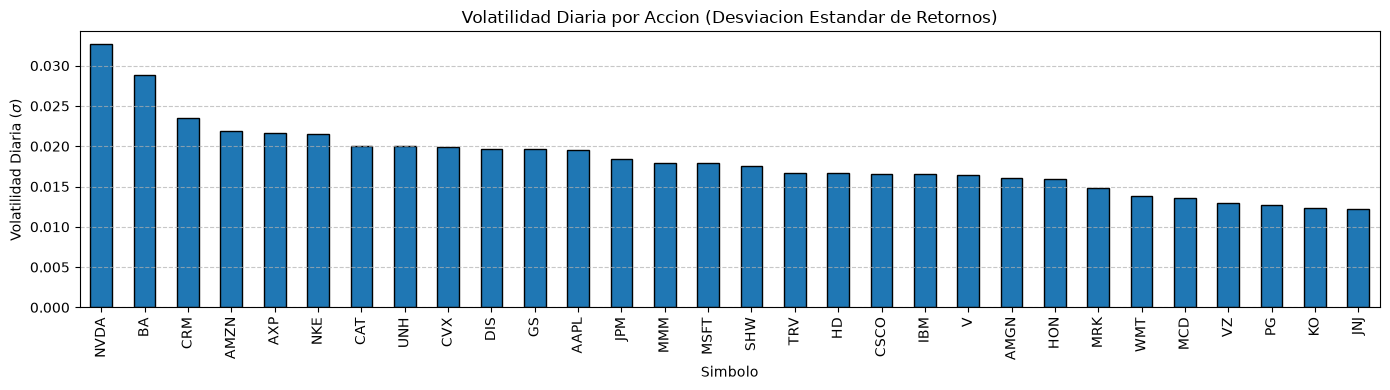 Volatilidad Diaria por Accion (Desviacion Estandar de Retornos)
Volatilidad Diaria (σ)
0.030
0.025
0.020
0.015
0.010
0.005
0.000
NVDA
BA
CRM
AMZN
AXP
NKE
CAT
UNH
CVX
DIS
GS
AAPL
JPM
MMM
MSFT
SHW
TRV
HD
CSCO
IBM
V
AMGN
HON
MRK
WMT
MCD
VZ
PG
KO
JNJ
Simbolo